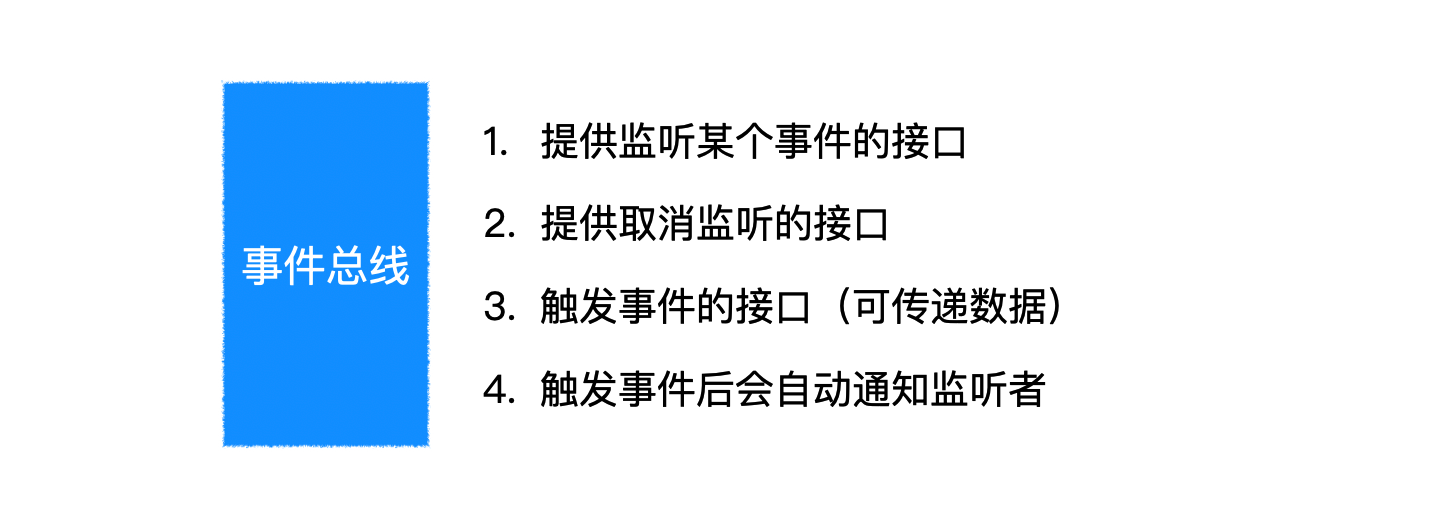 事件总线
1. 提供监听某个事件的接口
2. 提供取消监听的接口
3. 触发事件的接口（可传递数据）
4. 触发事件后会自动通知监听者